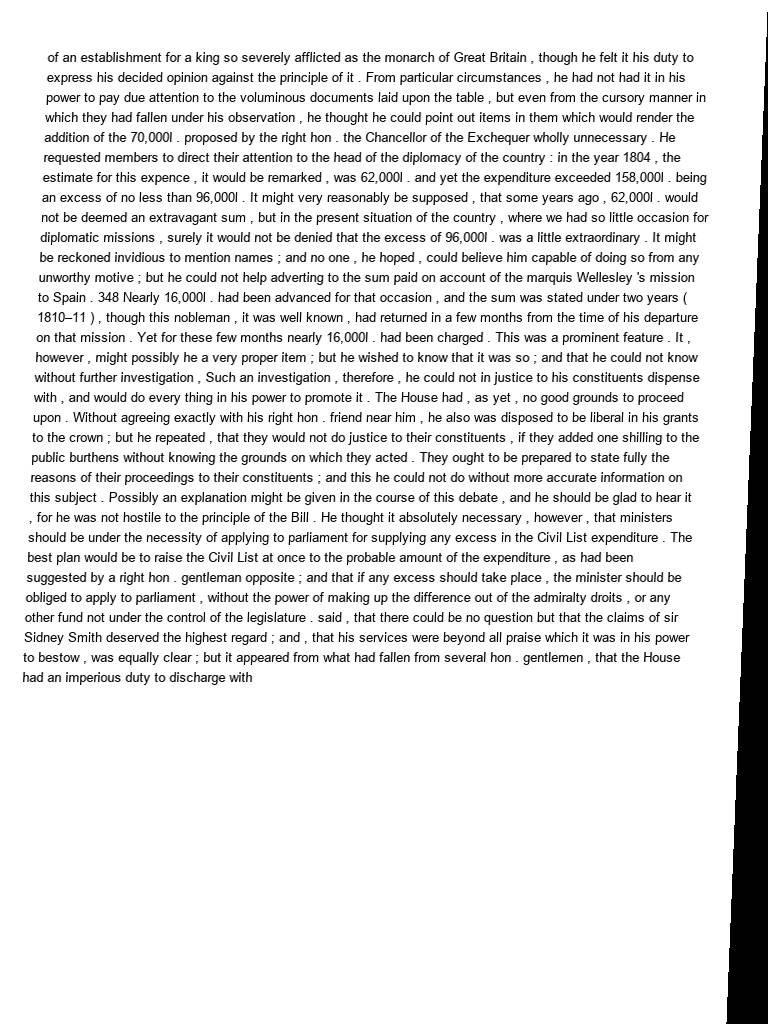 of an establishment for a king so severely afflicted as the monarch of Great Britain , though he felt it his duty to
express his decided opinion against the principle of it . From particular circumstances , he had not had it in his
power to pay due attention to the voluminous documents laid upon the table , but even from the cursory manner in
which they had fallen under his observation , he thought he could point out items in them which would render the
addition of the 70,000l . proposed by the right hon . the Chancellor of the Exchequer wholly unnecessary . He
requested members to direct their attention to the head of the diplomacy of the country : in the year 1804 , the
estimate for this expence , it would be remarked , was 62,000l . and yet the expenditure exceeded 158,000l . being
an excess of no less than 96,000l . It might very reasonably be supposed , that some years ago , 62,000l . would
not be deemed an extravagant sum , but in the present situation of the country , where we had so little occasion for
diplomatic missions , surely it would not be denied that the excess of 96,000l . was a little extraordinary . It might
be reckoned invidious to mention names ; and no one , he hoped , could believe him capable of doing so from any
unworthy motive ; but he could not help adverting to the sum paid on account of the marquis Wellesley 's mission
to Spain . 348 Nearly 16,000l . had been advanced for that occasion , and the sum was stated under two years (
1810–11 ) , though this nobleman , it was well known , had returned in a few months from the time of his departure
on that mission . Yet for these few months nearly 16,000l . had been charged . This was a prominent feature . It ,
however , might possibly he a very proper item ; but he wished to know that it was so ; and that he could not know
without further investigation , Such an investigation , therefore , he could not in justice to his constituents dispense
with , and would do every thing in his power to promote it . The House had , as yet , no good grounds to proceed
upon . Without agreeing exactly with his right hon . friend near him , he also was disposed to be liberal in his grants
to the crown ; but he repeated , that they would not do justice to their constituents , if they added one shilling to the
public burthens without knowing the grounds on which they acted . They ought to be prepared to state fully the
reasons of their proceedings to their constituents ; and this he could not do without more accurate information on
this subject . Possibly an explanation might be given in the course of this debate , and he should be glad to hear it
, for he was not hostile to the principle of the Bill . He thought it absolutely necessary , however , that ministers
should be under the necessity of applying to parliament for supplying any excess in the Civil List expenditure . The
best plan would be to raise the Civil List at once to the probable amount of the expenditure , as had been
suggested by a right hon . gentleman opposite ; and that if any excess should take place , the minister should be
obliged to apply to parliament , without the power of making up the difference out of the admiralty droits , or any
other fund not under the control of the legislature . said , that there could be no question but that the claims of sir
Sidney Smith deserved the highest regard ; and , that his services were beyond all praise which it was in his power
to bestow , was equally clear ; but it appeared from what had fallen from several hon . gentlemen , that the House
had an imperious duty to discharge with